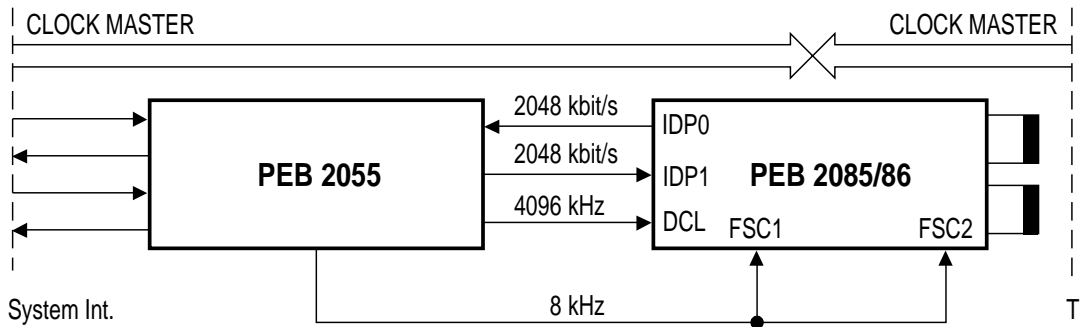 CLOCK MASTER
CLOCK MASTER
2048 kbit/s
IDP0
2048 kbit/s
PEB 2055
IDP1
PEB 2085/86
4096 kHz
DCL
FSC1
FSC2
System Int.
8 kHz
T